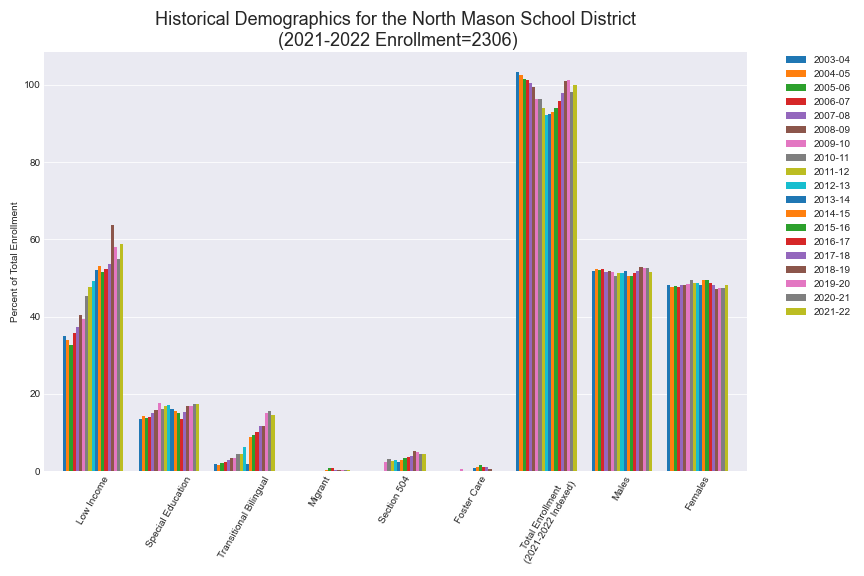 Historical Demographics for the North Mason School District
(2021-2022 Enrollment=2306)
Percent of Total Enrollment
100
80
60
40
20
0
Low Income
Special Education
Transitional Bilingual
Migrant
Section 504
Foster Care
Total Enrollment
(2021-2022 Indexed)
Males
Females
2003-04
2004-05
2005-06
2006-07
2007-08
2008-09
2009-10
2010-11
2011-12
2012-13
2013-14
2014-15
2015-16
2016-17
2017-18
2018-19
2019-20
2020-21
2021-22